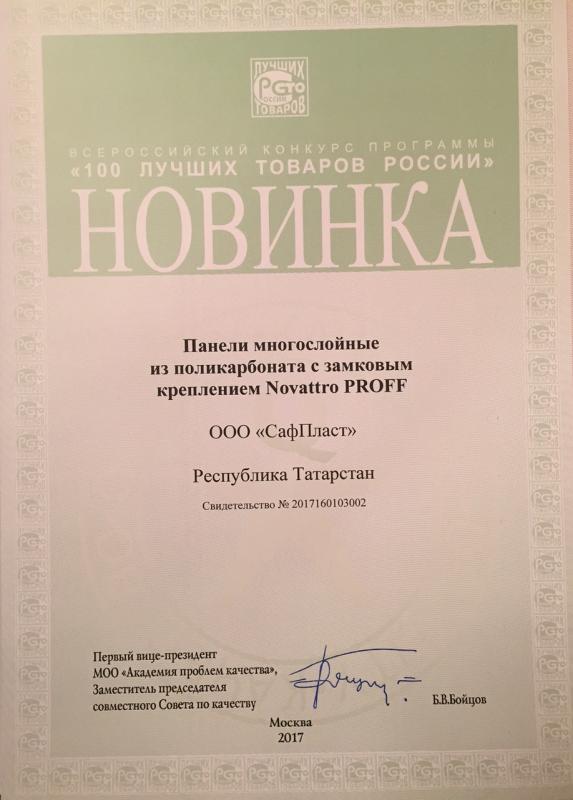 ЛУЧШИХ
PGTO
РОССИИ
ТОВАРОВ
ВСЕРОССИЙСКИЙ КОНКУРС ПРОГРАММЫ
«100 ЛУЧШИХ ТОВАРОВ РОССИИ»
НОВИНКА
Панели многослойные
из поликарбоната с замковым
креплением Novattro PROFF
ООО «СафПласт»
Республика Татарстан
Свидетельство № 2017160103002
Первый вице-президент
МОО «Академия проблем качества»,
Заместитель председателя
совместного Совета по качеству
Б.В.Бойцов
Москва
2017